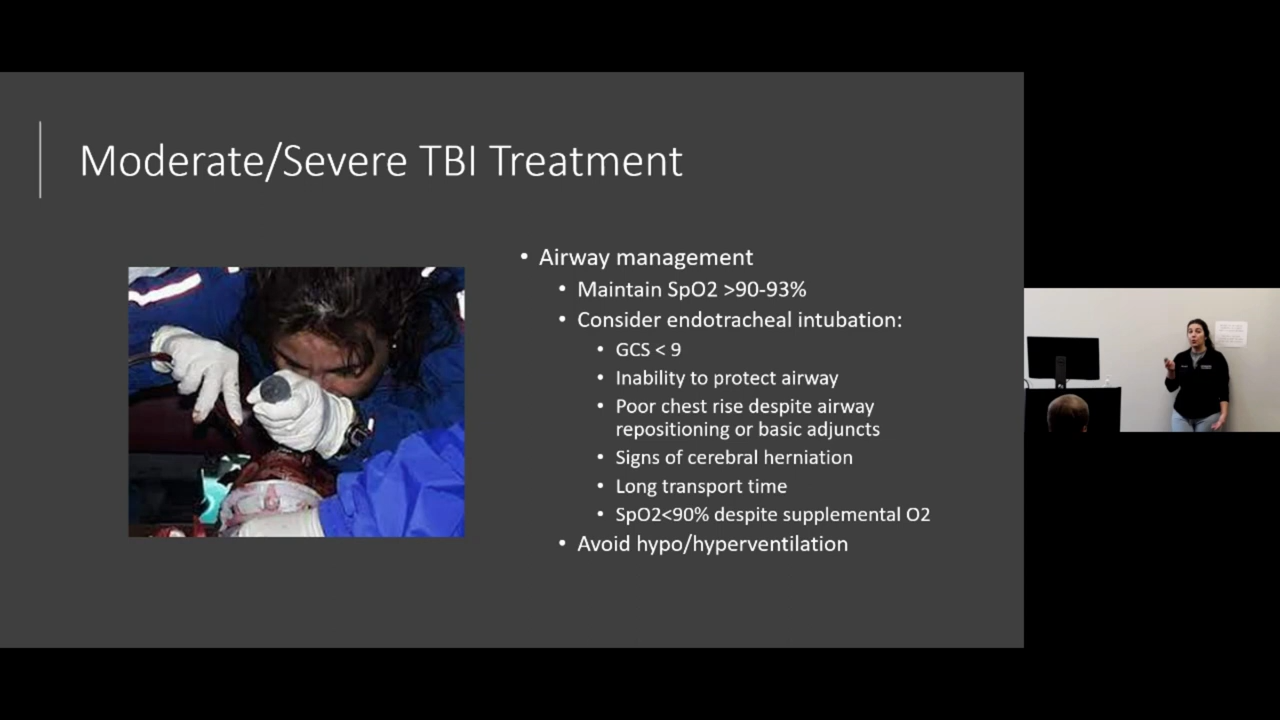 Moderate/Severe TBI Treatment
• Airway management
• Maintain SpO2 >90-93%
• Consider endotracheal intubation:
• GCS < 9
• Inability to protect airway
• Poor chest rise despite airway
repositioning or basic adjuncts
• Signs of cerebral herniation
• Long transport time
• SpO2<90% despite supplemental O2
• Avoid hypo/hyperventilation